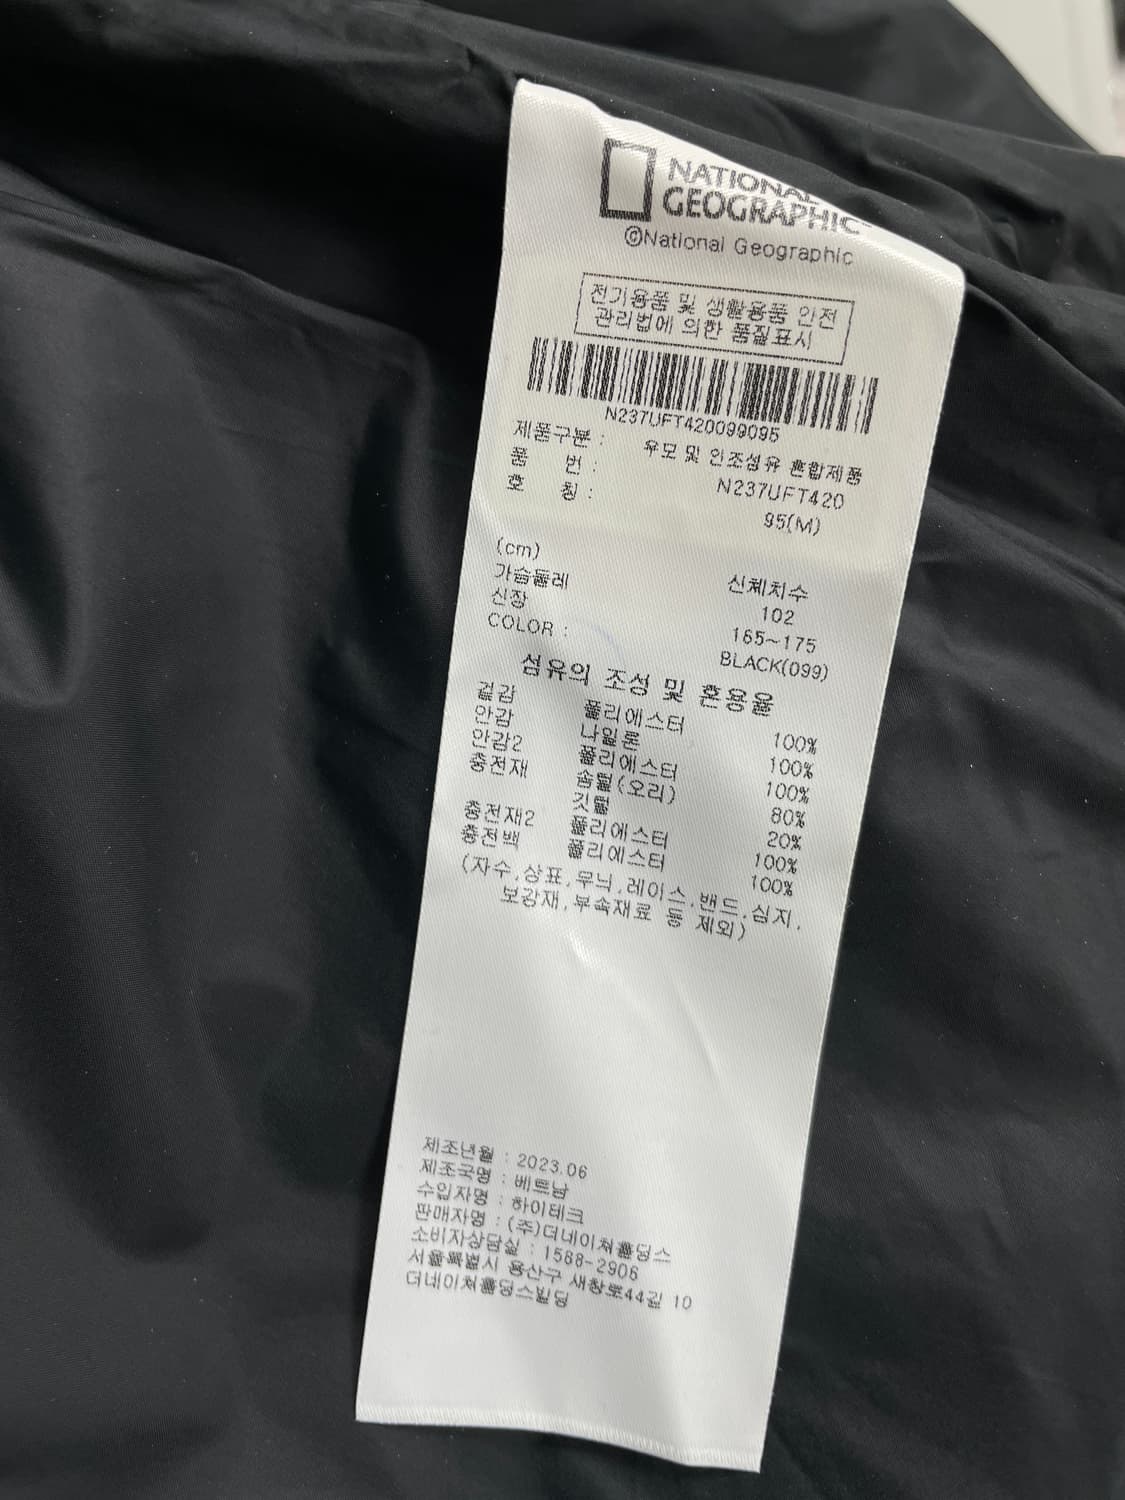 NATIONAL
GEOGRAPHIC
©National Geographic
전기용품 및 생활용품 안전
관리법에 의한 품질표시
N237UFT420099095
제품구분 : 우모 및 인조섬유 혼합제품
품 번 : N237UFT420
호 칭 : 95(M)
(cm) 신체치수
가슴둘레 102
신장 165~175
COLOR : BLACK(099)
섬유의 조성 및 혼용율
겉감 폴리에스터 100%
안감 나일론 100%
안감2 폴리에스터 100%
충전재 솜털(오리) 80%
깃털 20%
충전재2 폴리에스터 100%
충전백 폴리에스터 100%
(자수,상표,무늬,레이스,밴드,심지,
보강재,부속재료 등 제외)
제조년월 : 2023.06
제조국명 : 베트남
수입자명 : 하이테크
판매자명 : (주)더네이쳐홀딩스
소비자상담실 : 1588-2906
서울특별시 용산구 새창로44길 10
더네이쳐홀딩스빌딩